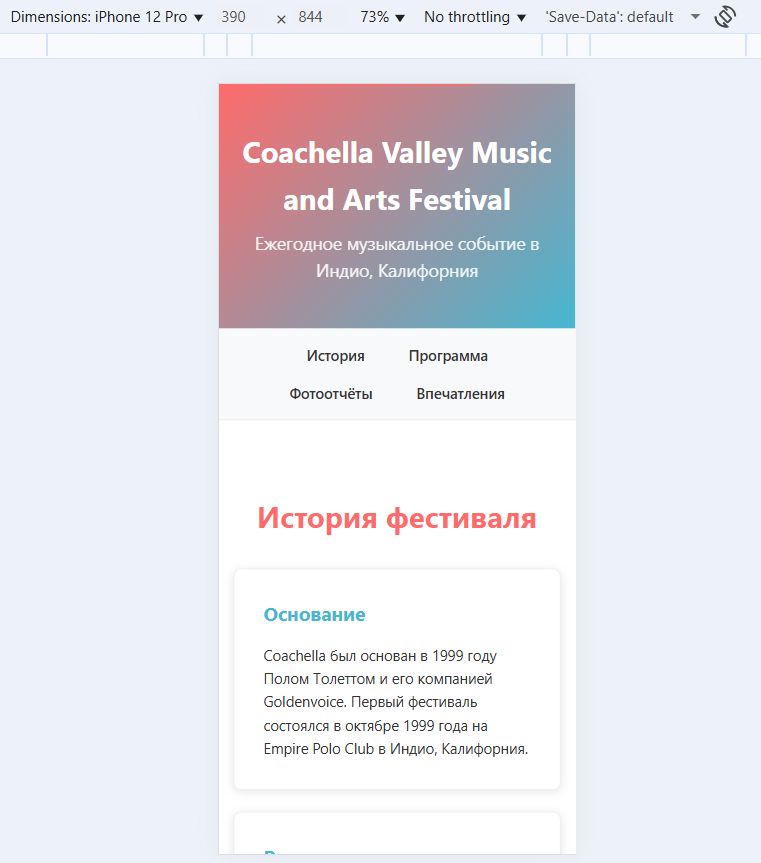 Dimensions: iPhone 12 Pro ▼ 390 × 844 73% ▼ No throttling ▼ 'Save-Data': default
Coachella Valley Music
and Arts Festival
Ежегодное музыкальное событие в
Индио, Калифорния
История Программа
Фотоотчёты Впечатления
История фестиваля
Основание
Coachella был основан в 1999 году
Полом Толеттом и его компанией
Goldenvoice. Первый фестиваль
состоялся в октябре 1999 года на
Empire Polo Club в Индио, Калифорния.